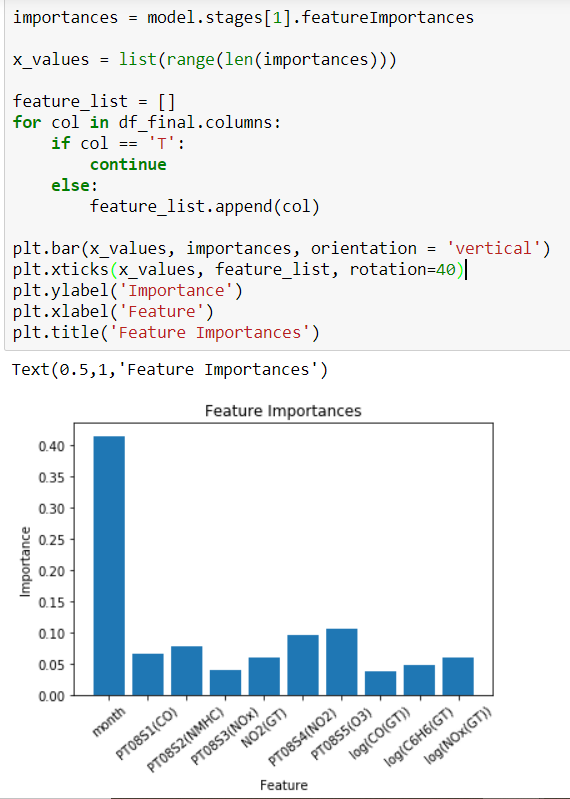 importances = model.stages[1].featureImportances
x_values = list(range(len(importances)))
feature_list = []
for col in df_final.columns:
    if col == 'T':
        continue
    else:
        feature_list.append(col)
plt.bar(x_values, importances, orientation = 'vertical')
plt.xticks(x_values, feature_list, rotation=40)
plt.ylabel('Importance')
plt.xlabel('Feature')
plt.title('Feature Importances')
Text(0.5,1,'Feature Importances')
Feature Importances
Importance
0.40
0.35
0.30
0.25
0.20
0.15
0.10
0.05
0.00
month
PT08S1(CO)
PT08S2(NMHC)
PT08S3(NOx)
NO2(GT)
PT08S4(NO2)
PT08S5(O3)
log(CO(GT))
log(C6H6(GT)
log(NOx(GT))
Feature